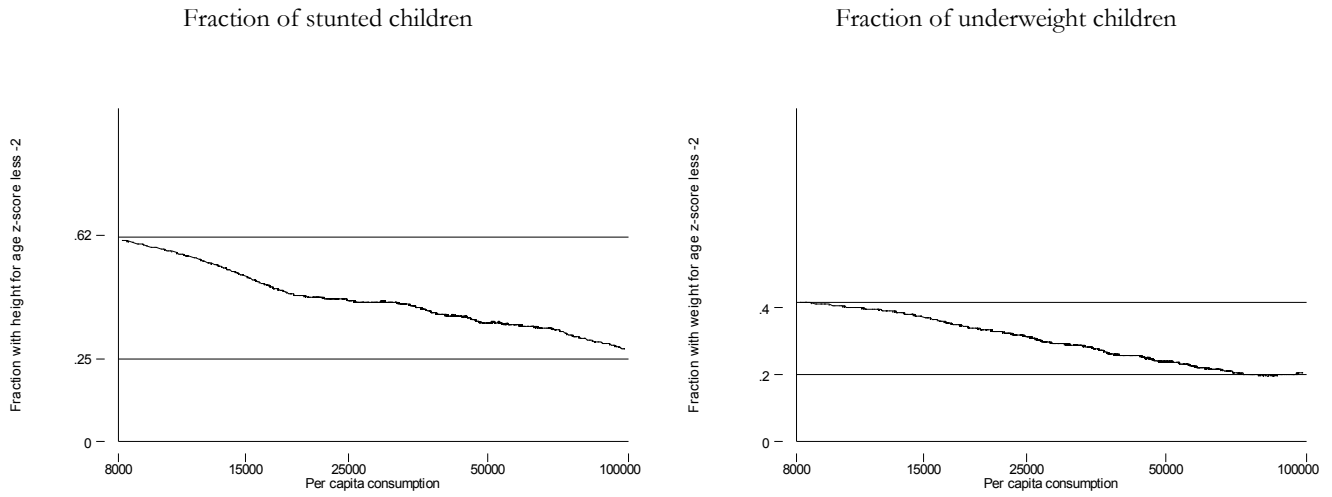 Fraction of stunted children
Fraction with height for age z-score less -2
.62
.25
0
8000 15000 25000 50000 100000
Per capita consumption
Fraction of underweight children
Fraction with weight for age z-score less -2
.4
.2
0
8000 15000 25000 50000 100000
Per capita consumption